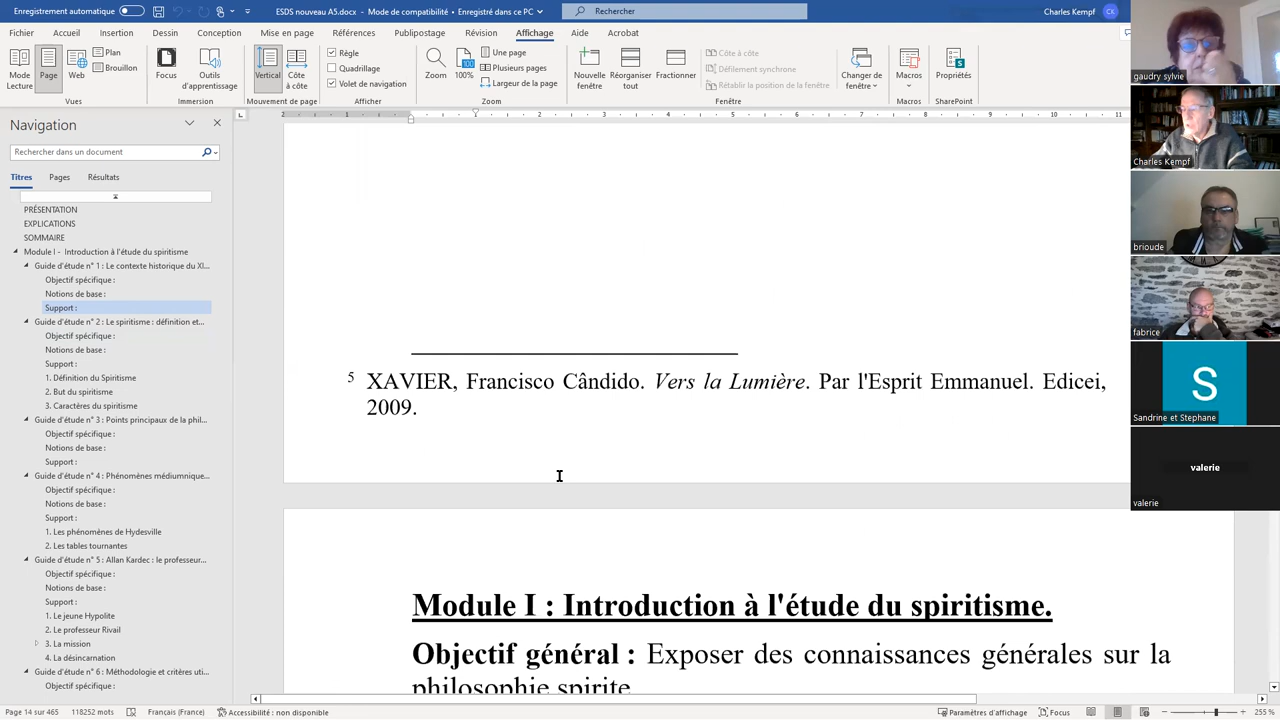 Enregistrement automatique
ESDS nouveau A5.docx - Mode de compatibilité • Enregistré dans ce PC
Rechercher
Charles Kempf
CK
Fichier
Accueil
Insertion
Dessin
Conception
Mise en page
Références
Publipostage
Révision
Affichage
Aide
Acrobat
Mode Lecture
Page
Web
Plan
Brouillon
Vues
Focus
Outils d'apprentissage
Immersion
Vertical
Côte à côte
Mouvement de page
Règle
Quadrillage
Volet de navigation
Afficher
Zoom
100%
Une page
Plusieurs pages
Largeur de la page
Zoom
Nouvelle fenêtre
Réorganiser tout
Fractionner
Côte à côte
Défilement synchrone
Rétablir la position de la fenêtre
Changer de fenêtre
Fenêtre
Macros
Macros
Propriétés
SharePoint
Navigation
Rechercher dans un document
Titres
Pages
Résultats
PRÉSENTATION
EXPLICATIONS
SOMMAIRE
Module I - Introduction à l'étude du spiritisme
Guide d'étude n° 1 : Le contexte historique du XI...
Objectif spécifique :
Notions de base :
Support :
Guide d'étude n° 2 : Le spiritisme : définition et...
Objectif spécifique :
Notions de base :
Support :
1. Définition du Spiritisme
2. But du spiritisme
3. Caractères du spiritisme
Guide d'étude n° 3 : Points principaux de la phil...
Objectif spécifique :
Notions de base :
Support :
Guide d'étude n° 4 : Phénomènes médiumnique...
Objectif spécifique :
Notions de base :
Support :
1. Les phénomènes de Hydesville
2. Les tables tournantes
Guide d'étude n° 5 : Allan Kardec : le professeur...
Objectif spécifique :
Notions de base :
Support :
1. Le jeune Hypolite
2. Le professeur Rivail
3. La mission
4. La désincarnation
Guide d'étude n° 6 : Méthodologie et critères uti...
Objectif spécifique :
2 1 1 2 3 4 5 10 11
5 XAVIER, Francisco Cândido. Vers la Lumière. Par l'Esprit Emmanuel. Edicei,
2009.
Module I : Introduction à l'étude du spiritisme.
Objectif général : Exposer des connaissances générales sur la
philosophie spirite
gaudry sylvie
Charles Kempf
brioude
fabrice
S
Sandrine et Stephane
valerie
valerie
Page 14 sur 465
118252 mots
Français (France)
Accessibilité : non disponible
Paramètres d'affichage
Focus
255 %